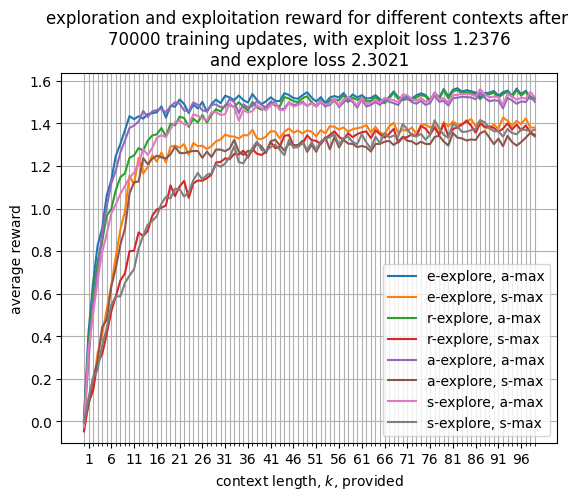 exploration and exploitation reward for different contexts after
70000 training updates, with exploit loss 1.2376
and explore loss 2.3021
1.6
1.4
1.2
1.0
0.8
0.6
0.4
0.2
0.0
average reward
e-explore, a-max
e-explore, s-max
r-explore, a-max
r-explore, s-max
a-explore, a-max
a-explore, s-max
s-explore, a-max
s-explore, s-max
1 6 11 16 21 26 31 36 41 46 51 56 61 66 71 76 81 86 91 96
context length, k, provided